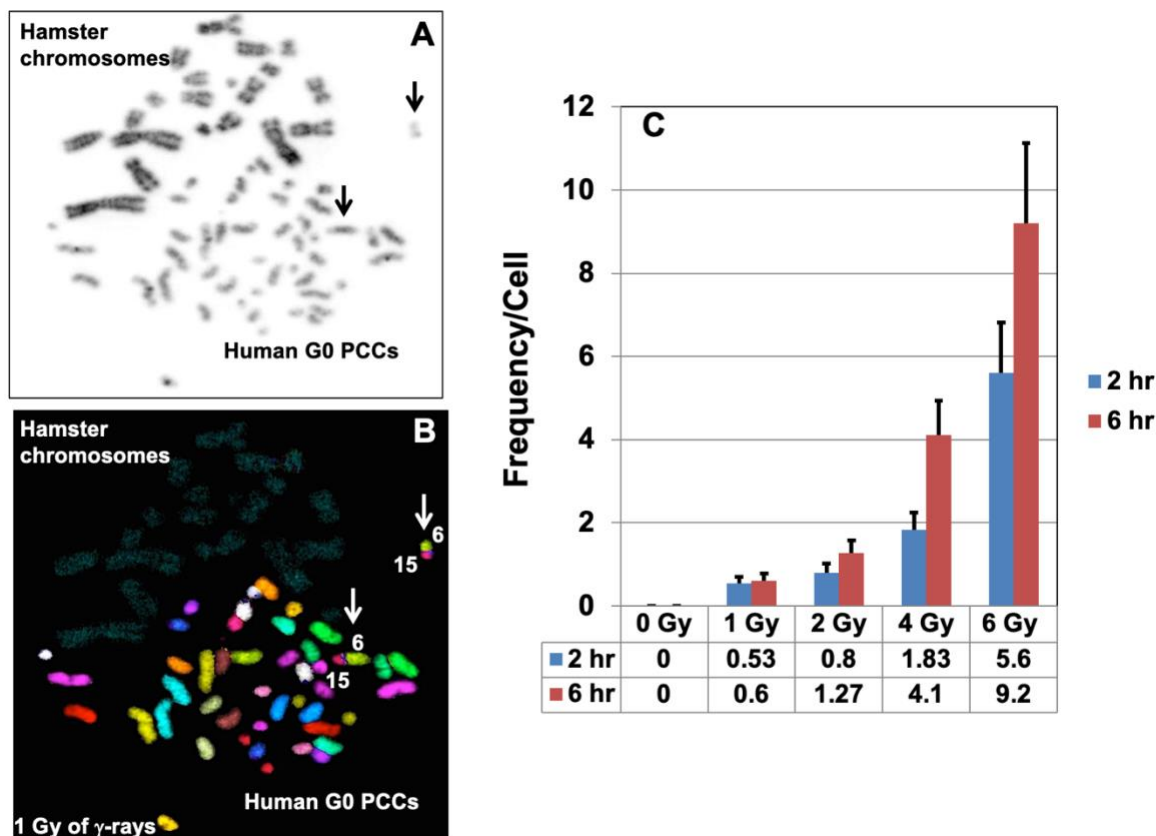 Hamster
chromosomes
A
Human G0 PCCs
Hamster
chromosomes
B
6
15
6
15
Human G0 PCCs
1 Gy of γ-rays
C
Frequency/Cell
12
10
8
6
4
2
0
0 Gy 1 Gy 2 Gy 4 Gy 6 Gy
2 hr 0 0.53 0.8 1.83 5.6
6 hr 0 0.6 1.27 4.1 9.2
2 hr
6 hr